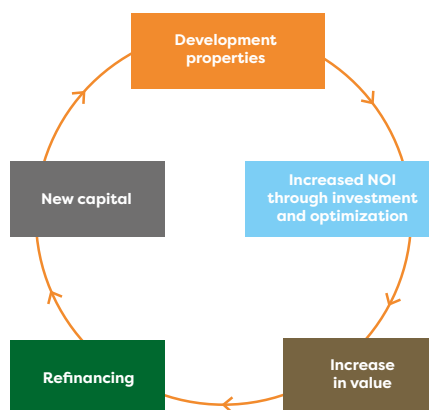 Development
properties
Increased NOI
through investment
and optimization
Increase
in value
Refinancing
New capital